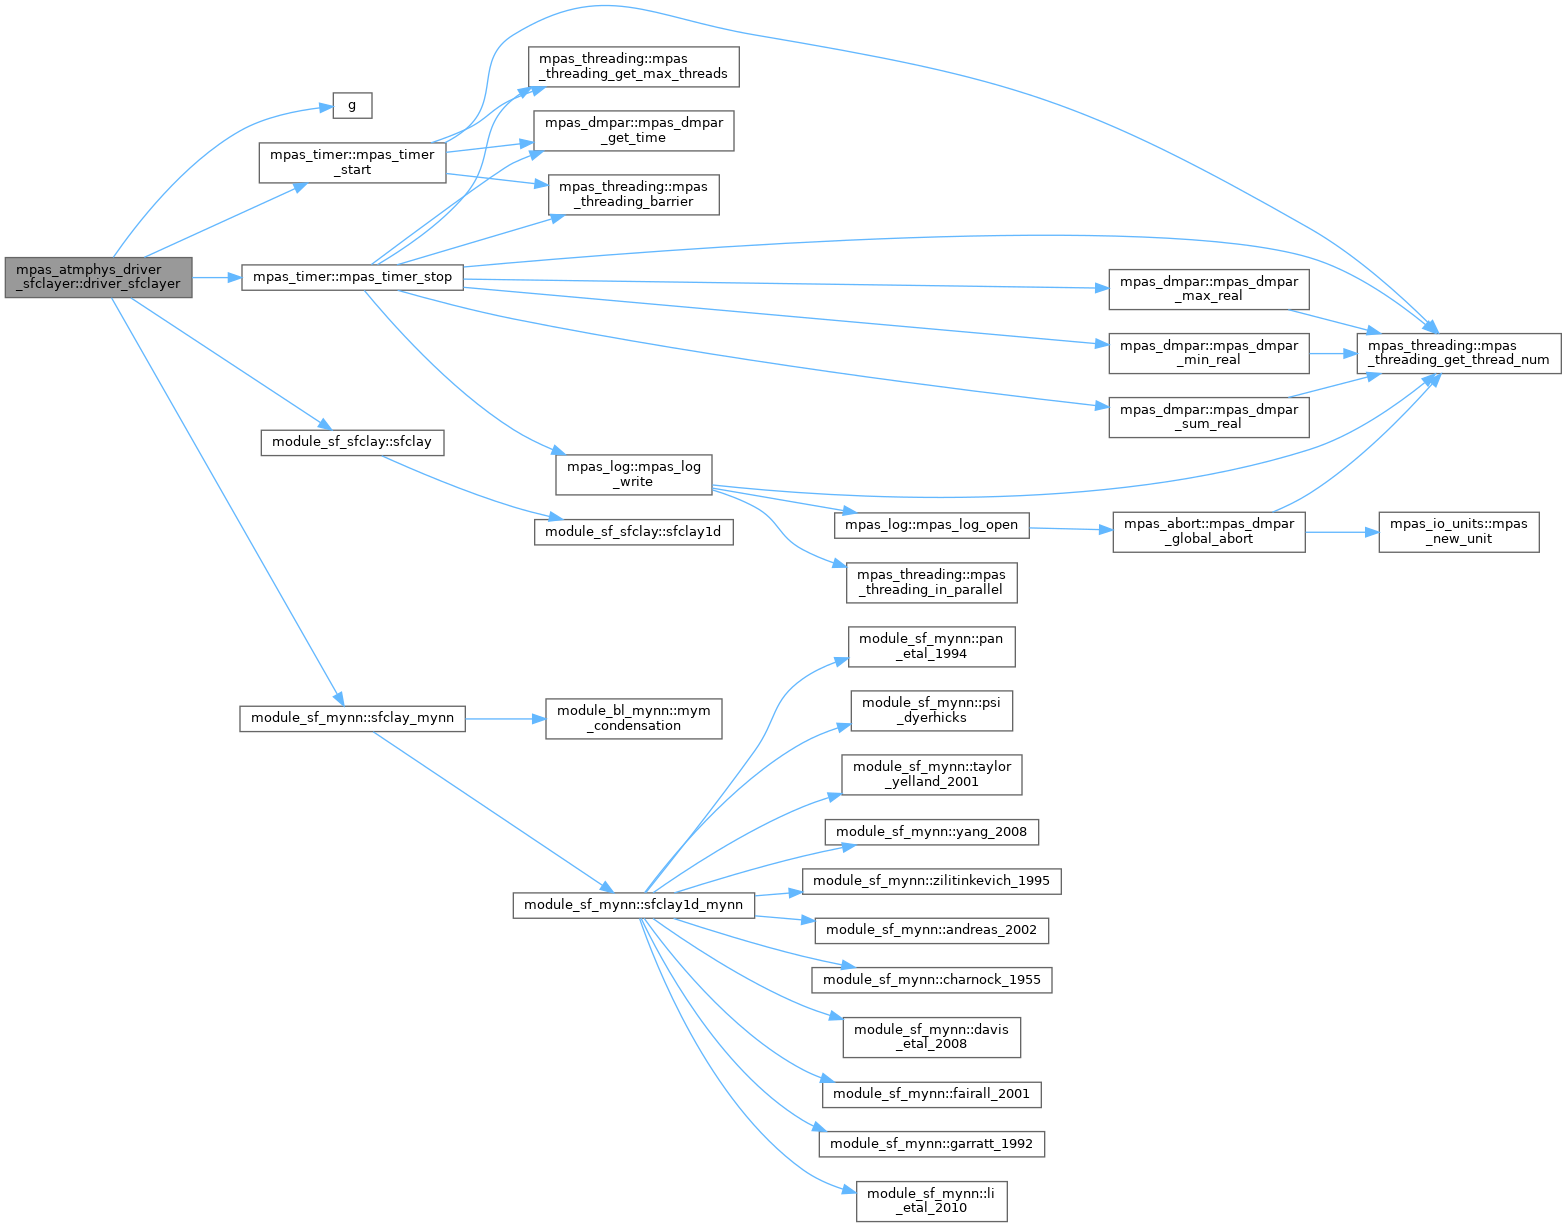 mpas_threading::mpas
_threading_get_max_threads
g
mpas_dmpar::mpas_dmpar
_get_time
mpas_timer::mpas_timer
_start
mpas_threading::mpas
_threading_barrier
mpas_atmphys_driver
_sfclayer::driver_sfclayer
mpas_timer::mpas_timer_stop
mpas_dmpar::mpas_dmpar
_max_real
mpas_dmpar::mpas_dmpar
_min_real
mpas_threading::mpas
_threading_get_thread_num
mpas_dmpar::mpas_dmpar
_sum_real
module_sf_sfclay::sfclay
mpas_log::mpas_log
_write
module_sf_sfclay::sfclay1d
mpas_log::mpas_log_open
mpas_abort::mpas_dmpar
_global_abort
mpas_io_units::mpas
_new_unit
mpas_threading::mpas
_threading_in_parallel
module_sf_mynn::pan
_etal_1994
module_sf_mynn::sfclay_mynn
module_bl_mynn::mym
_condensation
module_sf_mynn::psi
_dyerhicks
module_sf_mynn::taylor
_yelland_2001
module_sf_mynn::yang_2008
module_sf_mynn::zilitinkevich_1995
module_sf_mynn::sfclay1d_mynn
module_sf_mynn::andreas_2002
module_sf_mynn::charnock_1955
module_sf_mynn::davis
_etal_2008
module_sf_mynn::fairall_2001
module_sf_mynn::garratt_1992
module_sf_mynn::li
_etal_2010